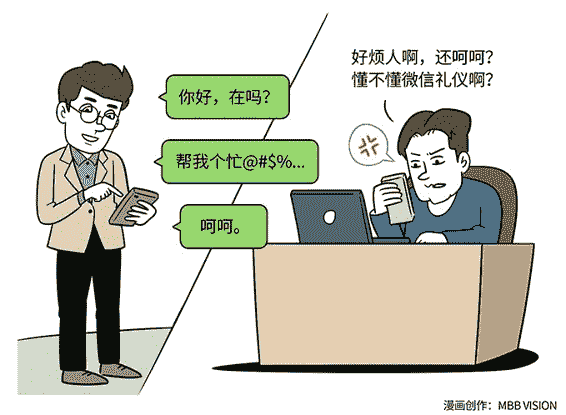 好烦人啊，还呵呵？
懂不懂微信礼仪啊？
你好，在吗？
帮我个忙@#$%...
呵呵。
漫画创作：MBB VISION